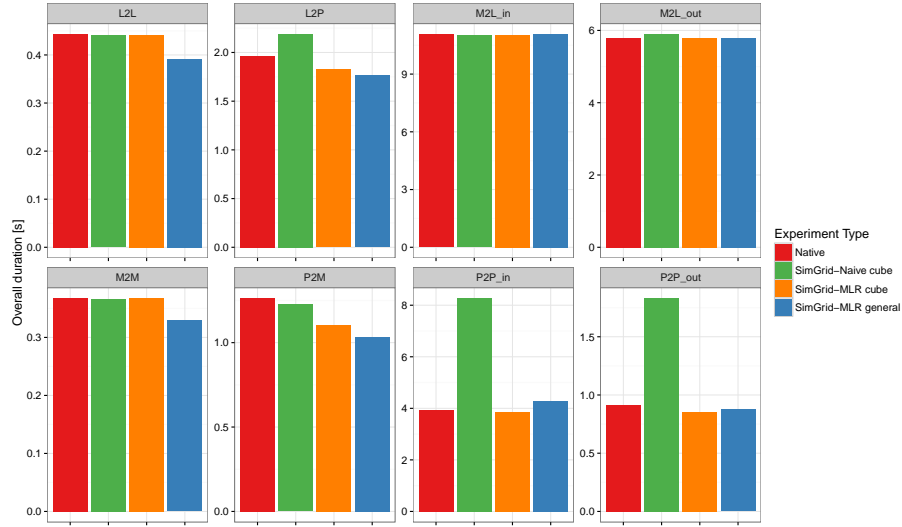 L2L
L2P
M2L_in
M2L_out
0.4
0.3
0.2
0.1
0.0
2.0
1.5
1.0
0.5
0.0
9
6
3
0
6
4
2
0
M2M
P2M
P2P_in
P2P_out
0.3
0.2
0.1
0.0
1.0
0.5
0.0
8
6
4
2
0
1.5
1.0
0.5
0.0
Overall duration [s]
Experiment Type
Native
SimGrid−Naive cube
SimGrid−MLR cube
SimGrid−MLR general